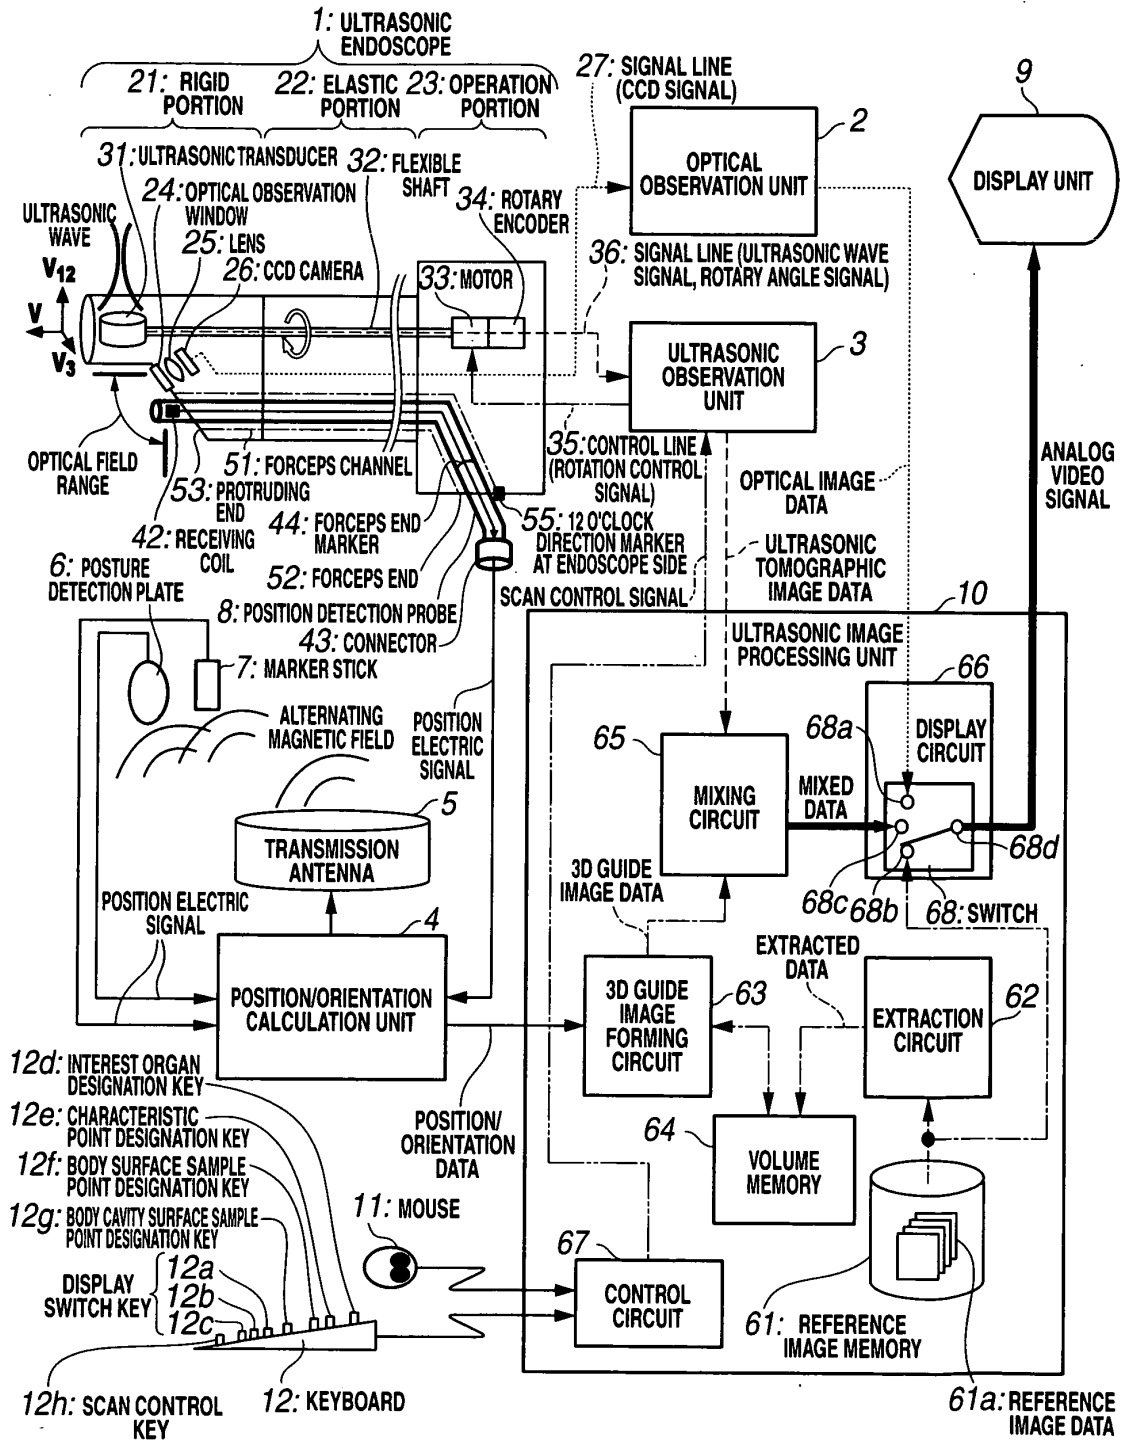 1: ULTRASONIC
ENDOSCOPE
21: RIGID
PORTION
22: ELASTIC
PORTION
23: OPERATION
PORTION
27: SIGNAL LINE
(CCD SIGNAL)
2
9
OPTICAL
OBSERVATION UNIT
DISPLAY UNIT
31: ULTRASONIC TRANSDUCER
32: FLEXIBLE
SHAFT
24: OPTICAL OBSERVATION
WINDOW
34: ROTARY
ENCODER
ULTRASONIC
WAVE
25: LENS
26: CCD CAMERA
36: SIGNAL LINE (ULTRASONIC WAVE
SIGNAL, ROTARY ANGLE SIGNAL)
V12
V
V3
33: MOTOR
3
ULTRASONIC
OBSERVATION
UNIT
OPTICAL FIELD
RANGE
51: FORCEPS CHANNEL
53: PROTRUDING
END
42: RECEIVING
COIL
44: FORCEPS END
MARKER
52: FORCEPS END
35: CONTROL LINE
(ROTATION CONTROL
SIGNAL)
OPTICAL IMAGE
DATA
ANALOG
VIDEO
SIGNAL
55: 12 O'CLOCK
DIRECTION MARKER
AT ENDOSCOPE SIDE
ULTRASONIC
TOMOGRAPHIC
IMAGE DATA
6: POSTURE
DETECTION PLATE
8: POSITION DETECTION PROBE
43: CONNECTOR
SCAN CONTROL SIGNAL
10
ULTRASONIC IMAGE
PROCESSING UNIT
7: MARKER STICK
ALTERNATING
MAGNETIC FIELD
POSITION
ELECTRIC
SIGNAL
66
65
68a
DISPLAY
CIRCUIT
MIXING
CIRCUIT
MIXED
DATA
68d
68c
68b
68: SWITCH
5
TRANSMISSION
ANTENNA
3D GUIDE
IMAGE DATA
POSITION ELECTRIC
SIGNAL
4
POSITION/ORIENTATION
CALCULATION UNIT
EXTRACTED
DATA
3D GUIDE
IMAGE
FORMING
CIRCUIT
63
EXTRACTION
CIRCUIT
62
12d: INTEREST ORGAN
DESIGNATION KEY
12e: CHARACTERISTIC
POINT DESIGNATION KEY
12f: BODY SURFACE SAMPLE
POINT DESIGNATION KEY
12g: BODY CAVITY SURFACE SAMPLE
POINT DESIGNATION KEY
POSITION/
ORIENTATION
DATA
64
VOLUME
MEMORY
11: MOUSE
67
CONTROL
CIRCUIT
DISPLAY
SWITCH KEY
12a
12b
12c
61: REFERENCE
IMAGE MEMORY
12h: SCAN CONTROL
KEY
12: KEYBOARD
61a: REFERENCE
IMAGE DATA